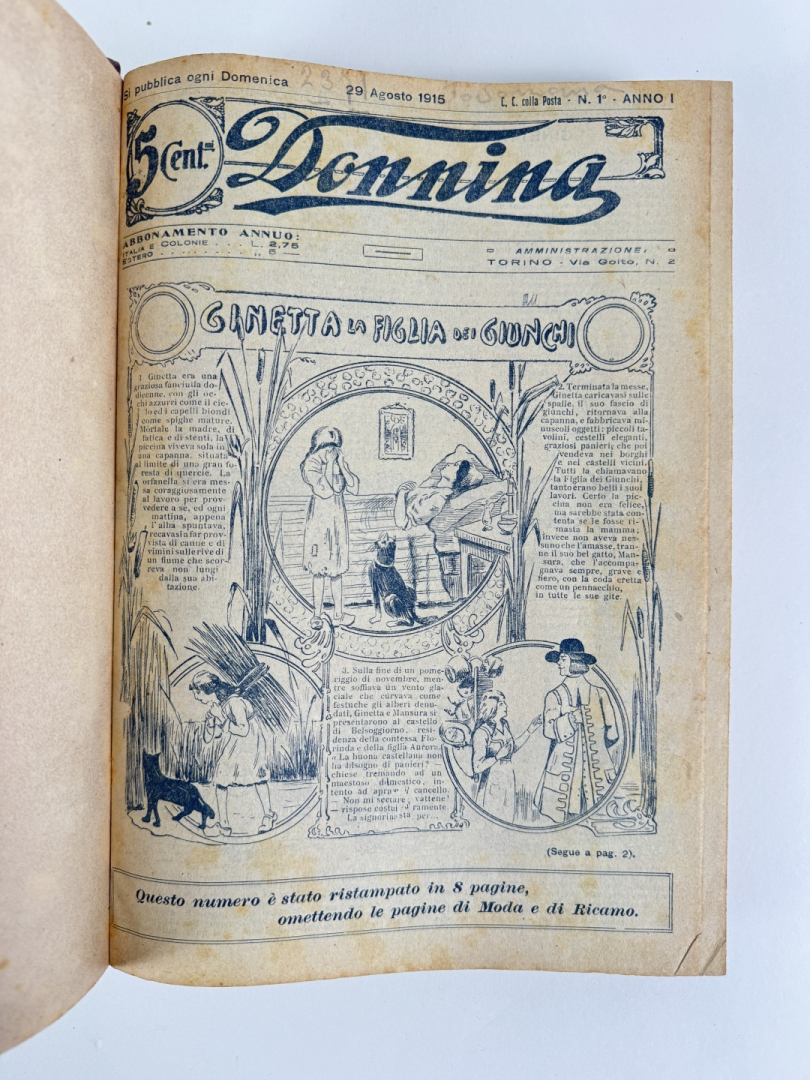 Si pubblica ogni Domenica
29 Agosto 1915
C. C. colla Posta - N. 1° - ANNO I
5 Cent.mi
Donnina
ABBONAMENTO ANNUO:
ITALIA E COLONIE . . . L. 2,75
ESTERO . . . . . . . . . „ 5 —
AMMINISTRAZIONE,
TORINO - Via Goito, N. 2
GINETTA LA FIGLIA DEI GIUNCHI
1 Ginetta era una
graziosa fanciulla do-
dicenne, con gli oc-
chi azzurri come il cie-
lo ed i capelli biondi
come spighe mature.
Mortale la madre, di
fatica e di stenti, la
piccina viveva sola in
una capanna, situata
al limite di una gran fo-
resta di quercie. La
orfanella si era mes-
sa coraggiosamente
al lavoro per prov-
vedere a sè, ed ogni
mattina, appena
l'alba spuntava,
recavasi a far prov-
vista di canne e di
vimini sulle rive di
un fiume che scor-
reva non lungi
dalla sua abi-
tazione.
2. Terminata la messe,
Ginetta caricavasi sulle
spalle, il suo fascio di
giunchi, ritornava alla
capanna, e fabbricava mi-
nuscoli oggetti: piccoli ta-
volini, cestelli eleganti,
graziosi panieri, che poi
vendeva nei borghi
e nei castelli vicini.
Tutti la chiamavano
la Figlia dei Giunchi,
tanto erano belli i suoi
lavori. Certo la pic-
cina non era felice,
ma sarebbe stata con-
tenta se le fosse ri-
masta la mamma;
invece non aveva nes-
suno che l'amasse, tran-
ne il suo bel gatto, Man-
sura, che l'accompa-
gnava sempre, grave e
fiero, con la coda eretta
come un pennacchio,
in tutte le sue gite.
3. Sulla fine di un pome-
riggio di novembre, men-
tre soffiava un vento gla-
ciale che curvava come
festuche gli alberi denu-
dati, Ginetta e Mansura si
presentarono al castello
di Belsoggiorno, resi-
denza della contessa Flo-
rinda e della figlia Aurora.
« La buona castellana non
ha bisogno di panieri?
chiese tremando ad un
maestoso domestico, in-
tento ad aprire il cancello.
— Non mi seccare, vattene!
— rispose costui duramente.
La signorina sta per...
(Segue a pag. 2).
Questo numero è stato ristampato in 8 pagine,
omettendo le pagine di Moda e di Ricamo.